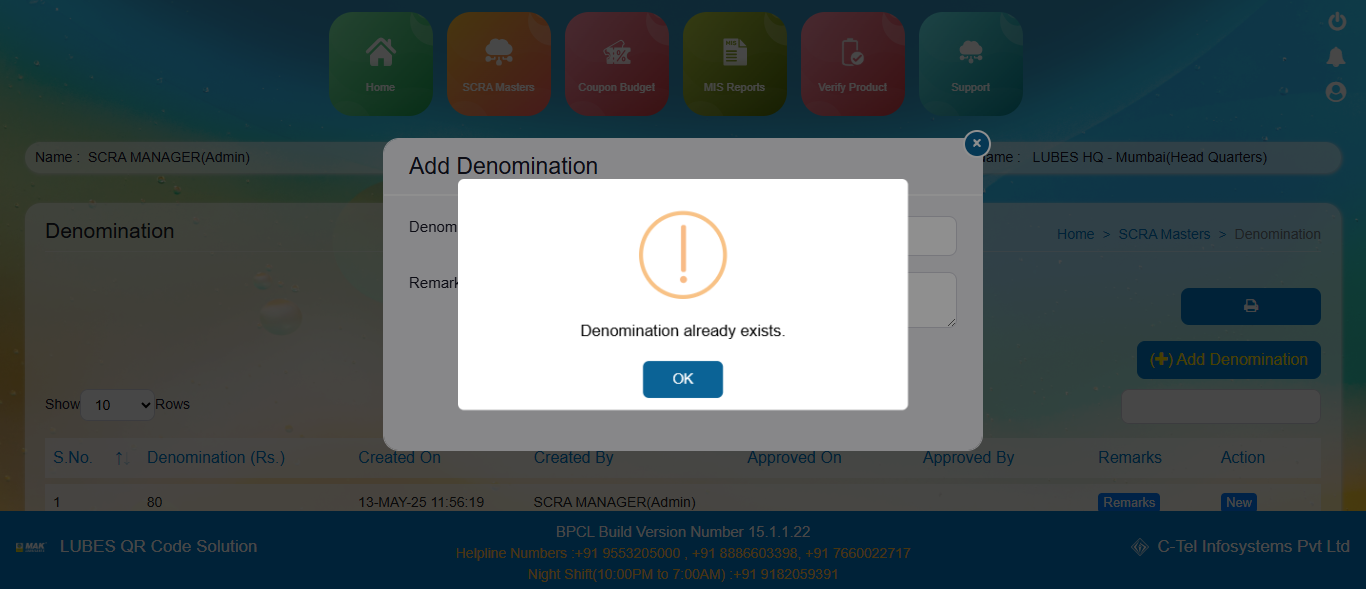 Home
SCRA Masters
Coupon Budget
MIS Reports
Verify Product
Support
Name : SCRA MANAGER(Admin)
ame : LUBES HQ - Mumbai(Head Quarters)
Add Denomination
Denomination
Home > SCRA Masters > Denomination
Denom
Remark
Denomination already exists.
OK
(+) Add Denomination
Show 10 Rows
S.No. Denomination (Rs.) Created On Created By Approved On Approved By Remarks Action
1 80 13-MAY-25 11:56:19 SCRA MANAGER(Admin) Remarks New
MAK LUBES QR Code Solution
BPCL Build Version Number 15.1.1.22
Helpline Numbers :+91 9553205000 , +91 8886603398, +91 7660022717
Night Shift(10:00PM to 7:00AM) :+91 9182059391
C-Tel Infosystems Pvt Ltd